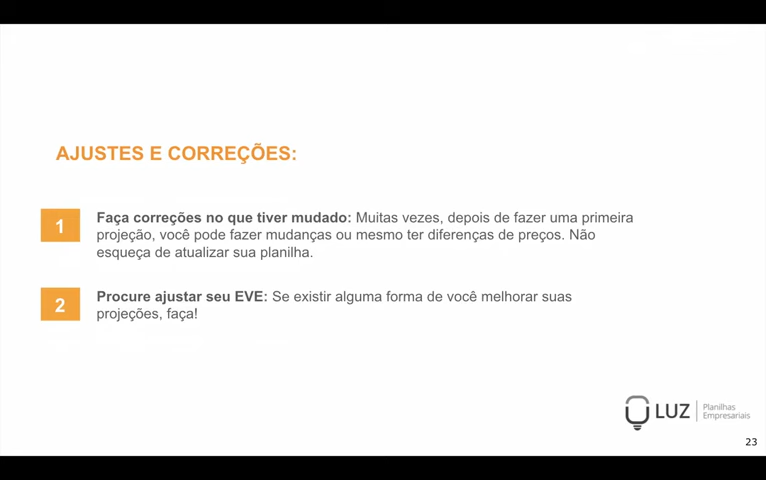 AJUSTES E CORREÇÕES:
1
Faça correções no que tiver mudado: Muitas vezes, depois de fazer uma primeira
projeção, você pode fazer mudanças ou mesmo ter diferenças de preços. Não
esqueça de atualizar sua planilha.
2
Procure ajustar seu EVE: Se existir alguma forma de você melhorar suas
projeções, faça!
LUZ
Planilhas
Empresariais
23